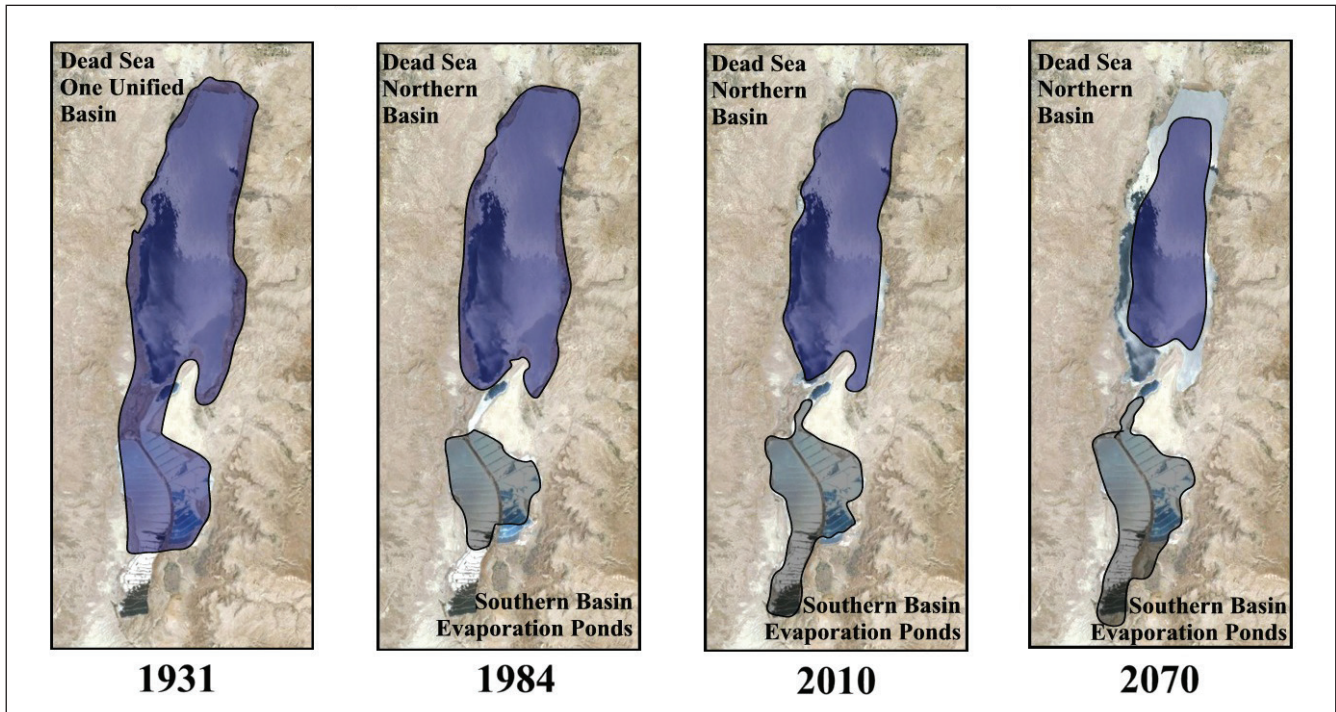 Dead Sea
One Unified
Basin
1931
Dead Sea
Northern
Basin
Southern Basin
Evaporation Ponds
1984
Dead Sea
Northern
Basin
Southern Basin
Evaporation Ponds
2010
Dead Sea
Northern
Basin
Southern Basin
Evaporation Ponds
2070